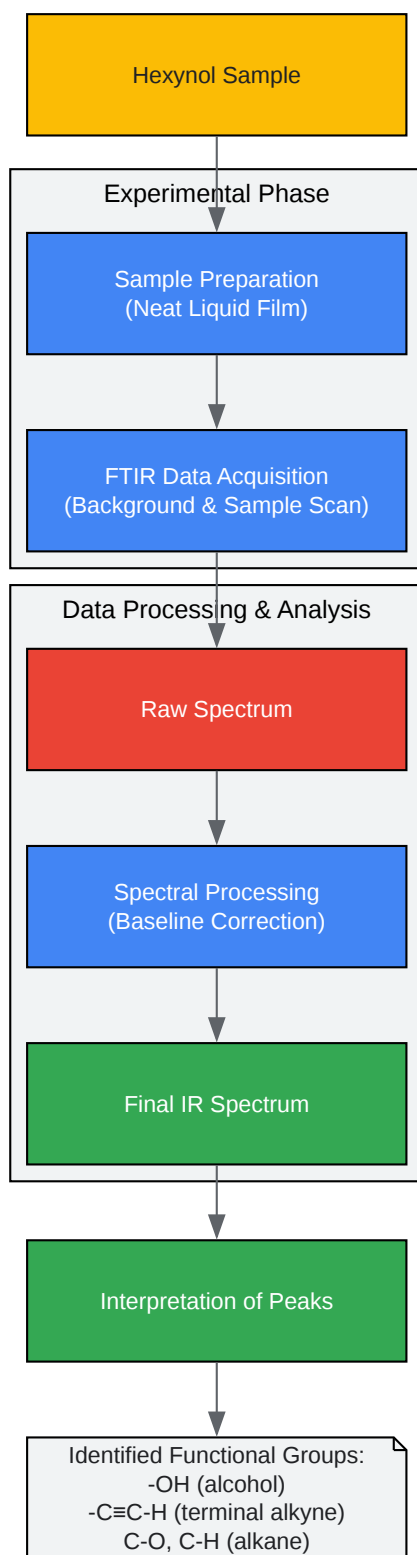 Hexynol Sample
Experimental Phase
Sample Preparation
(Neat Liquid Film)
FTIR Data Acquisition
(Background & Sample Scan)
Data Processing & Analysis
Raw Spectrum
Spectral Processing
(Baseline Correction)
Final IR Spectrum
Interpretation of Peaks
Identified Functional Groups:
-OH (alcohol)
-C≡C-H (terminal alkyne)
C-O, C-H (alkane)